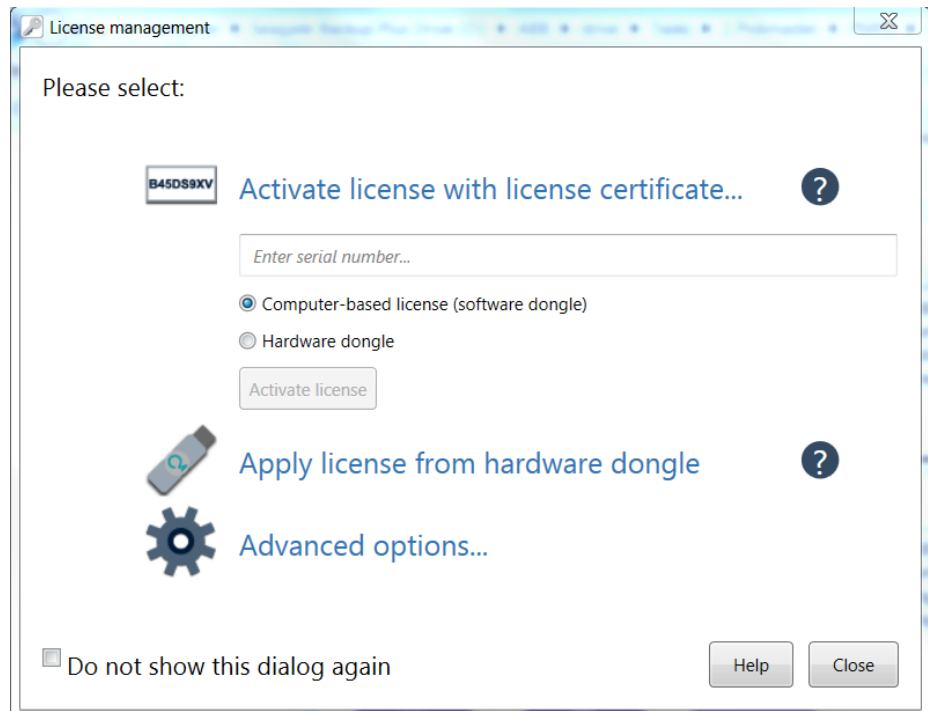 License management
Please select:
B45DS9XV
Activate license with license certificate...
?
Enter serial number...
Computer-based license (software dongle)
Hardware dongle
Activate license
Apply license from hardware dongle
?
Advanced options...
Do not show this dialog again
Help
Close